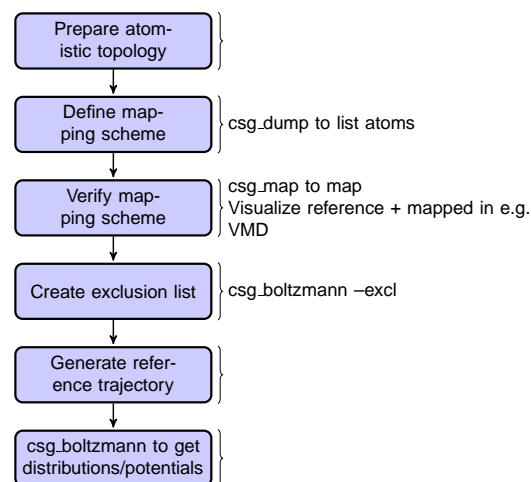 Prepare atom-
istic topology
Define map-
ping scheme
csg_dump to list atoms
Verify map-
ping scheme
csg_map to map
Visualize reference + mapped in e.g.
VMD
Create exclusion list
csg_boltzmann –excl
Generate refer-
ence trajectory
csg_boltzmann to get
distributions/potentials